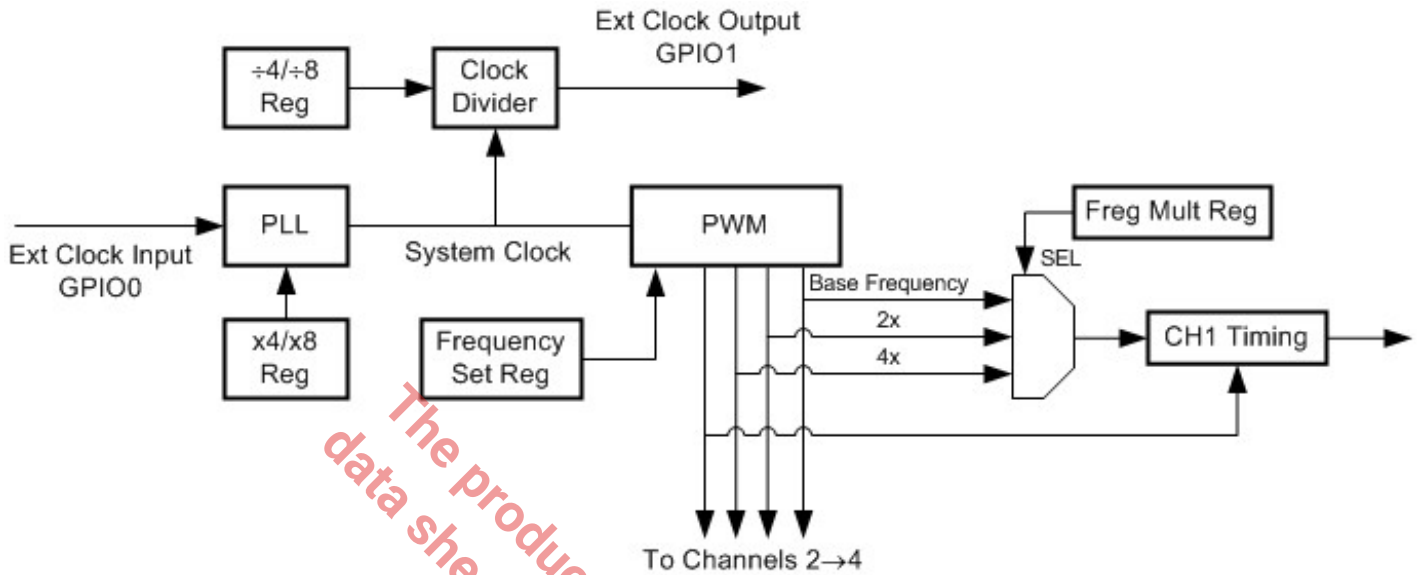 Ext Clock Output
GPIO1
÷4/÷8
Reg
Clock
Divider
PLL
PWM
Freg Mult Reg
Ext Clock Input
GPIO0
System Clock
SEL
Base Frequency
x4/x8
Reg
Frequency
Set Reg
2x
CH1 Timing
4x
The produc
data she
To Channels 2→4